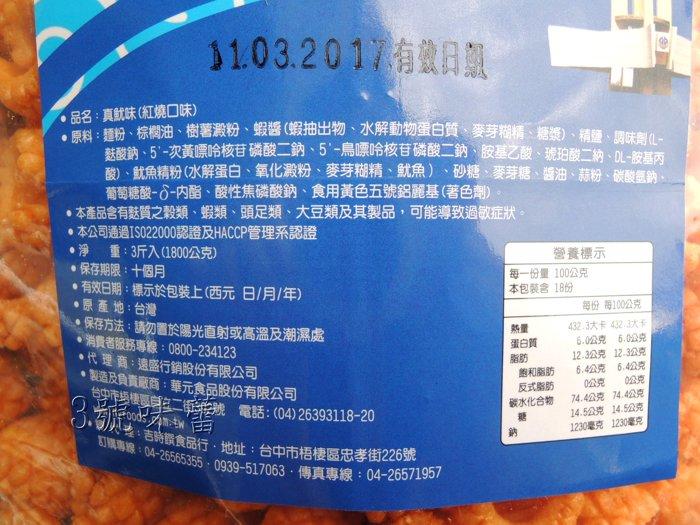 11.03.2017有效日期
• 品名：真魷味(紅燒口味)
• 原料：麵粉、棕櫚油、樹薯澱粉、蝦醬(蝦抽出物、水解動物蛋白質、麥芽糊精、糖漿)、精鹽、調味劑(L-
麩酸鈉、5'-次黃嘌呤核苷磷酸二鈉、5'-鳥嘌呤核苷磷酸二鈉、胺基乙酸、琥珀酸二鈉、DL-胺基丙
酸)、魷魚精粉(水解蛋白、氧化澱粉、麥芽糊精、魷魚)、砂糖、麥芽糖、醬油、蒜粉、碳酸氫鈉、
葡萄糖酸-δ-內酯、酸性焦磷酸鈉、食用黃色五號鋁麗基(著色劑)。
• 本產品含有麩質之穀類、蝦類、頭足類、大豆類及其製品，可能導致過敏症狀。
• 本公司通過ISO22000認證及HACCP管理系認證
• 淨 重：3斤入(1800公克)
• 保存期限：十個月
• 有效日期：標示於包裝上(西元 日/月/年)
• 原 產 地：台灣
• 保存方法：請勿置於陽光直射或高溫及潮濕處
• 消費者服務專線：0800-234123
• 代 理 商：遠盛行銷股份有限公司
• 製造及負責廠商：華元食品股份有限公司
台中市梧棲區 電話：(04)26393118-20
理：吉時饌食品行・地址：台中市梧棲區忠孝街226號
訂購專線：04-26565355・0939-517063・傳真專線：04-26571957
營養標示
每一份量 100公克
本包裝含 18份
每份 每100公克
熱量 432.3大卡 432.3大卡
蛋白質 6.0公克 6.0公克
脂肪 12.3公克 12.3公克
飽和脂肪 6.4公克 6.4公克
反式脂肪 0公克 0公克
碳水化合物 74.4公克 74.4公克
糖 14.5公克 14.5公克
鈉 1230毫克 1230毫克
3號味蕾